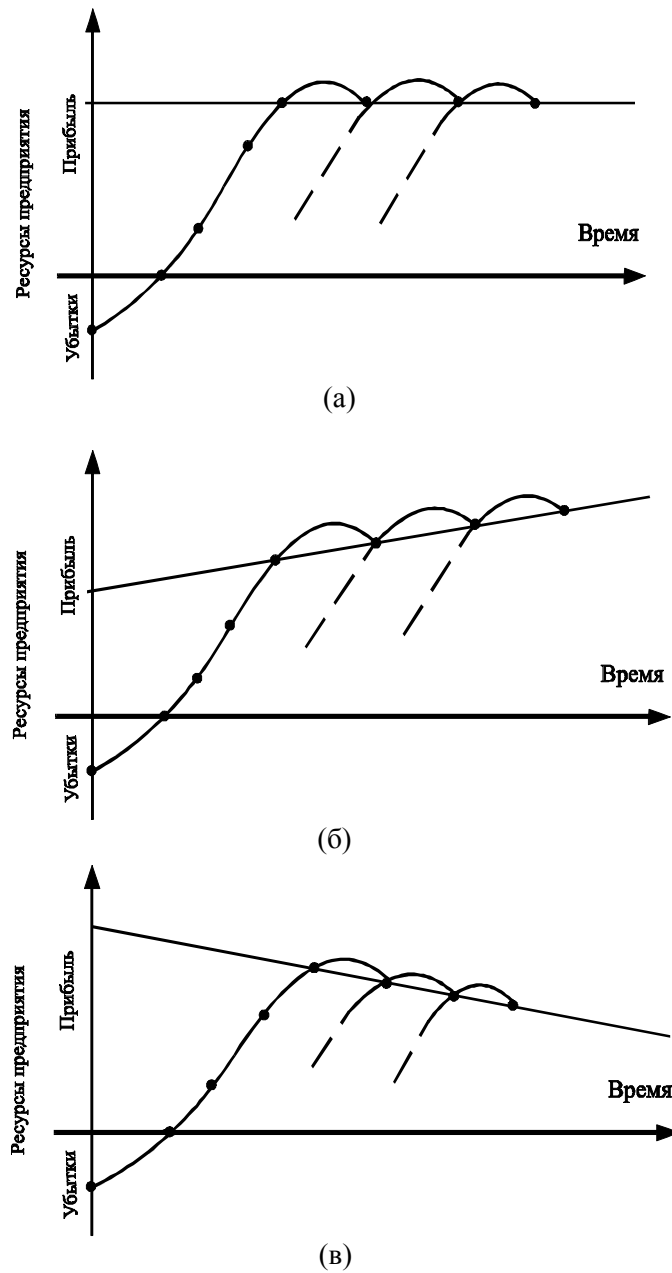 Ресурсы предприятия
Прибыль
Убытки
Время
(а)
Ресурсы предприятия
Прибыль
Убытки
Время
(б)
Ресурсы предприятия
Прибыль
Убытки
Время
(в)